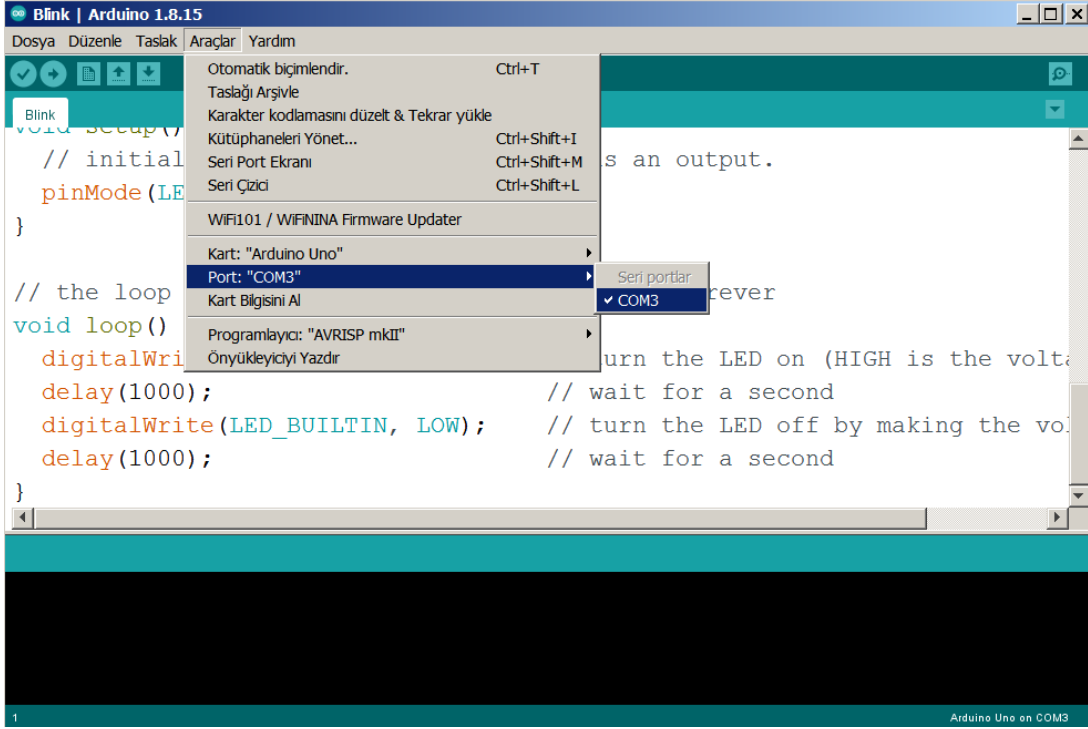 Blink | Arduino 1.8.15
Dosya Düzenle Taslak Araçlar Yardım
Blink
Otomatik biçimlendir. Ctrl+T
Taslağı Arşivle
Karakter kodlamasını düzelt & Tekrar yükle
Kütüphaneleri Yönet... Ctrl+Shift+I
Seri Port Ekranı Ctrl+Shift+M
Seri Çizici Ctrl+Shift+L
WiFi101 / WiFiNINA Firmware Updater
Kart: "Arduino Uno"
Port: "COM3"
Kart Bilgisini Al
Programlayıcı: "AVRISP mkII"
Önyükleyiciyi Yazdır
Seri portlar
COM3
void setup()
// initial s an output.
pinMode(LE
}
// the loop rever
void loop()
digitalWri turn the LED on (HIGH is the volta
delay(1000); // wait for a second
digitalWrite(LED_BUILTIN, LOW); // turn the LED off by making the vol
delay(1000); // wait for a second
}
1 Arduino Uno on COM3